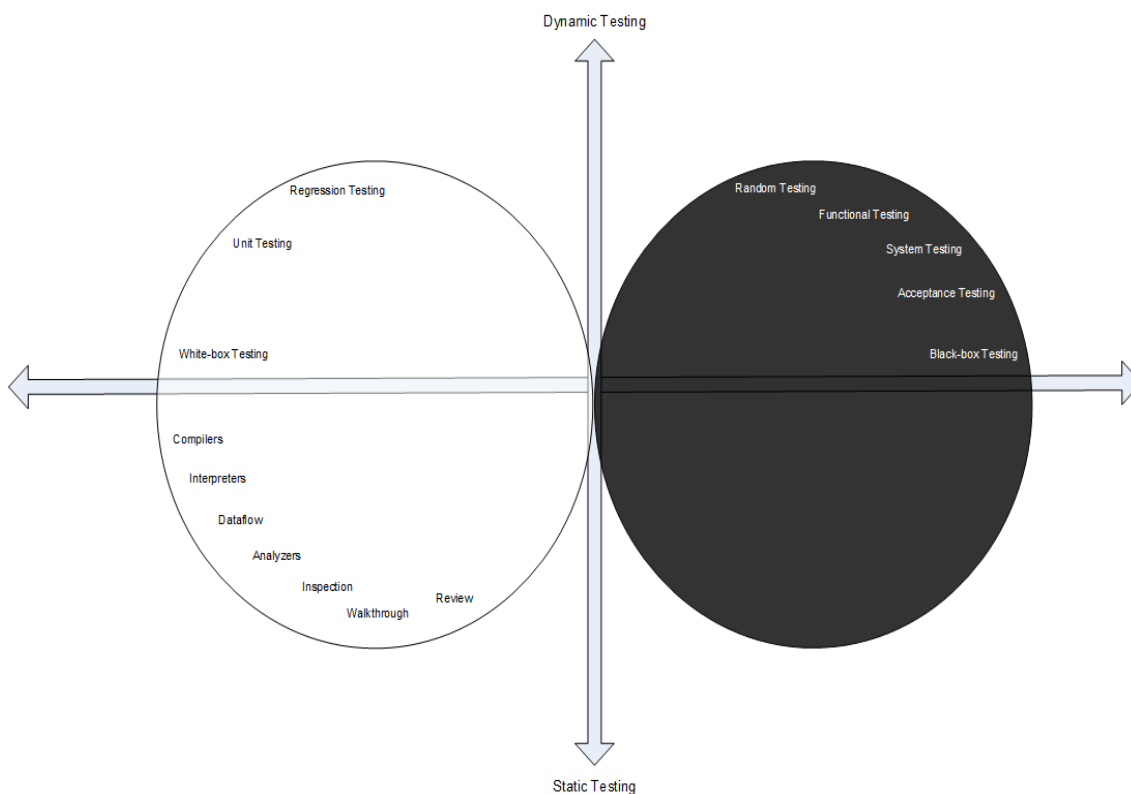 Dynamic Testing
Regression Testing
Unit Testing
White-box Testing
Compilers
Interpreters
Dataflow
Analyzers
Inspection
Walkthrough
Review
Random Testing
Functional Testing
System Testing
Acceptance Testing
Black-box Testing
Static Testing